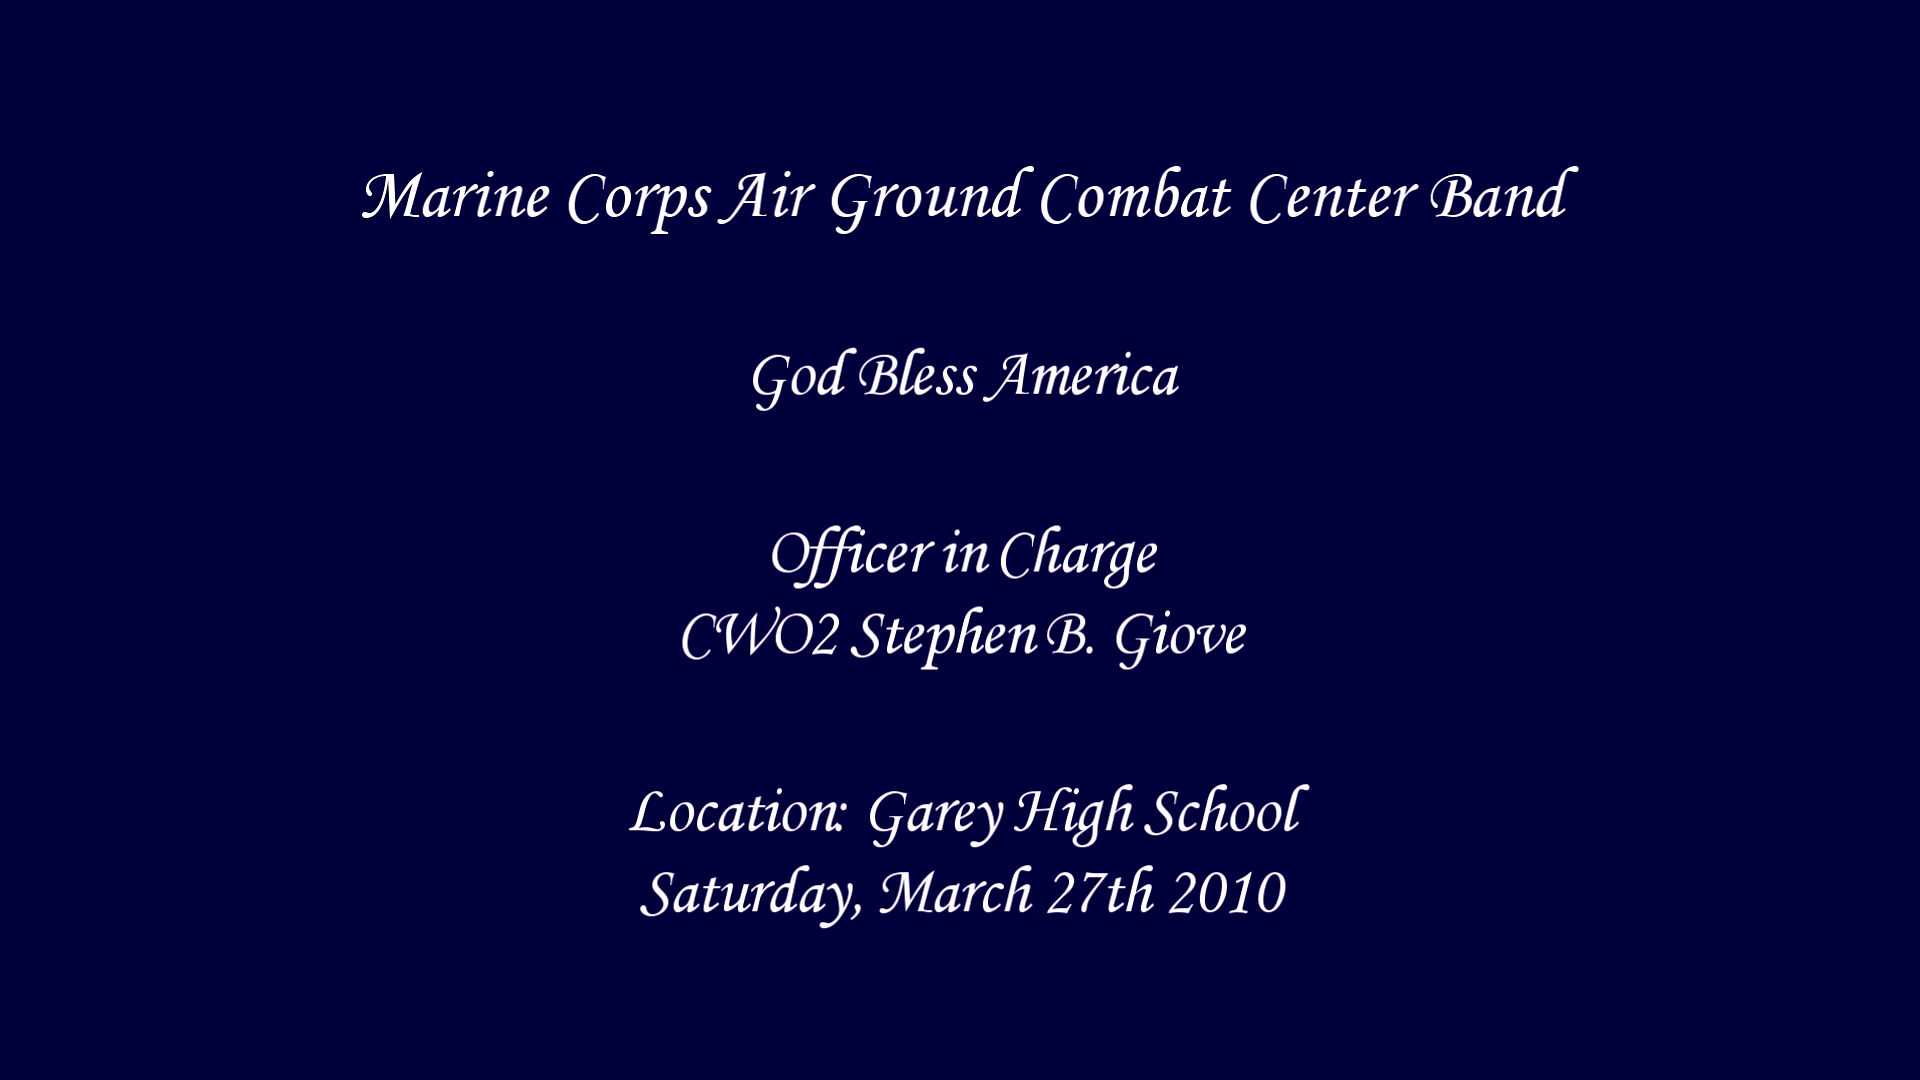 Marine Corps Air Ground Combat Center Band
God Bless America
Officer in Charge
CWO2 Stephen B. Giove
Location: Garey High School
Saturday, March 27th 2010